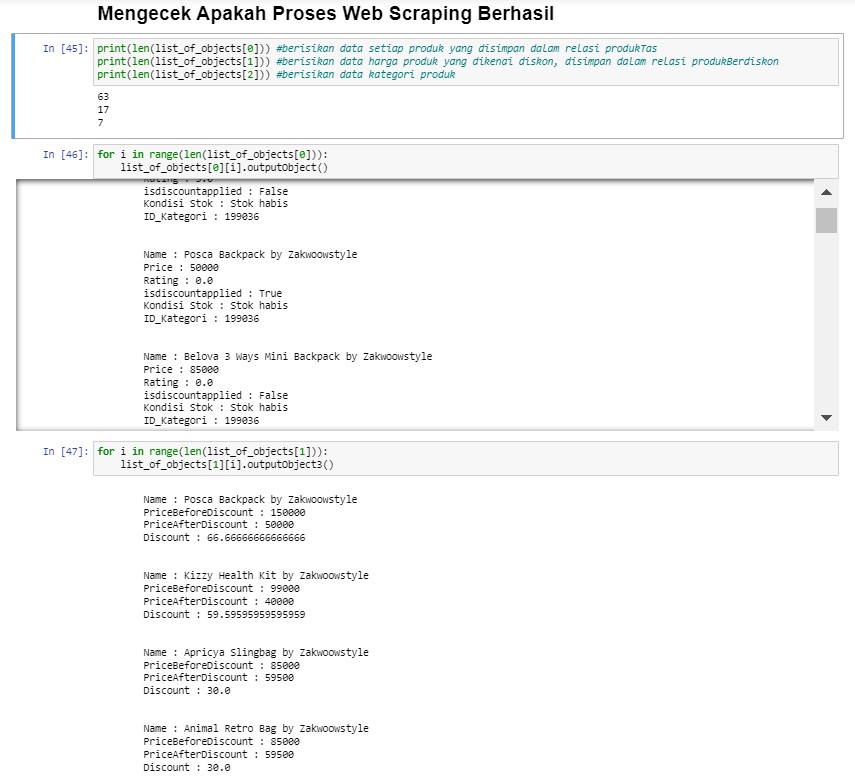 Mengecek Apakah Proses Web Scraping Berhasil
In [45]: print(len(list_of_objects[0])) #berisikan data setiap produk yang disimpan dalam relasi produkTas
print(len(list_of_objects[1])) #berisikan data harga produk yang dikenai diskon, disimpan dalam relasi produkBerdiskon
print(len(list_of_objects[2])) #berisikan data kategori produk
63
17
7
In [46]: for i in range(len(list_of_objects[0])):
list_of_objects[0][i].outputObject()
isdiscountapplied : False
Kondisi Stok : Stok habis
ID_Kategori : 199036
Name : Posca Backpack by Zakwoowstyle
Price : 50000
Rating : 0.0
isdiscountapplied : True
Kondisi Stok : Stok habis
ID_Kategori : 199036
Name : Belova 3 Ways Mini Backpack by Zakwoowstyle
Price : 85000
Rating : 0.0
isdiscountapplied : False
Kondisi Stok : Stok habis
ID_Kategori : 199036
In [47]: for i in range(len(list_of_objects[1])):
list_of_objects[1][i].outputObject3()
Name : Posca Backpack by Zakwoowstyle
PriceBeforeDiscount : 150000
PriceAfterDiscount : 50000
Discount : 66.66666666666666
Name : Kizzy Health Kit by Zakwoowstyle
PriceBeforeDiscount : 99000
PriceAfterDiscount : 40000
Discount : 59.59595959595959
Name : Apricya Slingbag by Zakwoowstyle
PriceBeforeDiscount : 85000
PriceAfterDiscount : 59500
Discount : 30.0
Name : Animal Retro Bag by Zakwoowstyle
PriceBeforeDiscount : 85000
PriceAfterDiscount : 59500
Discount : 30.0